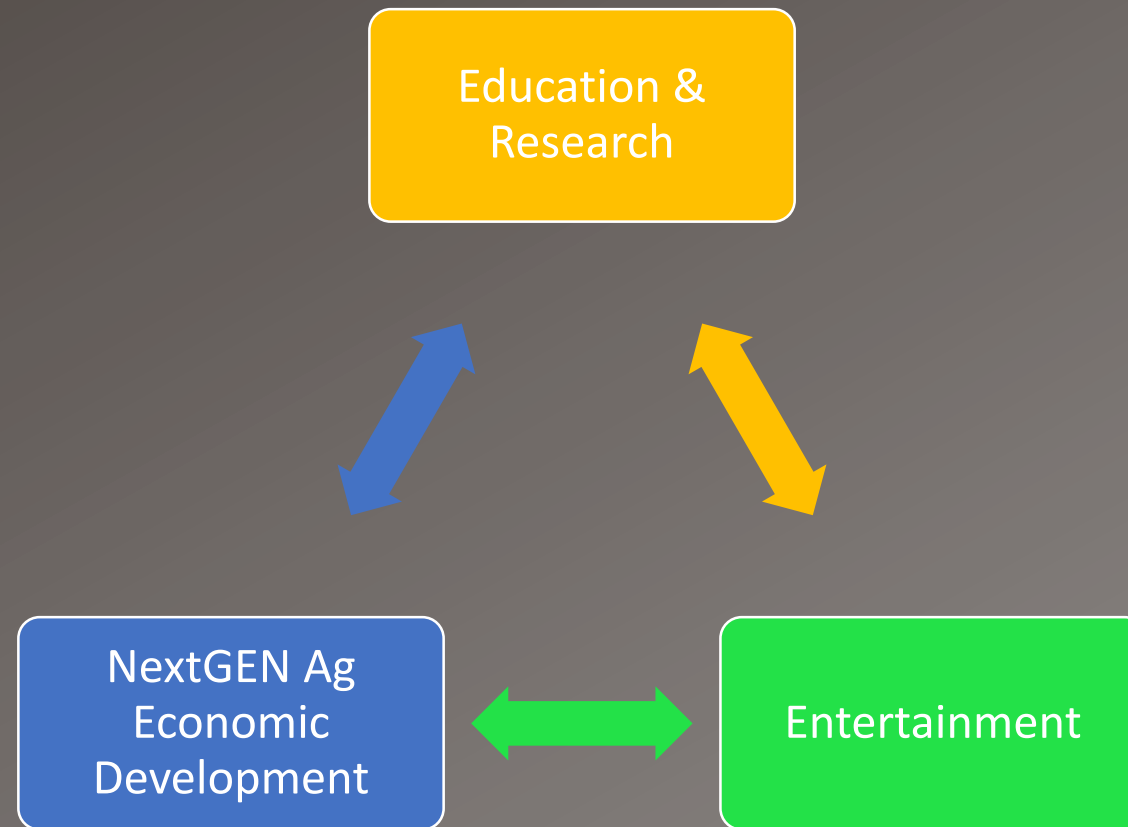 Education &
Research
NextGEN Ag
Economic
Development
Entertainment